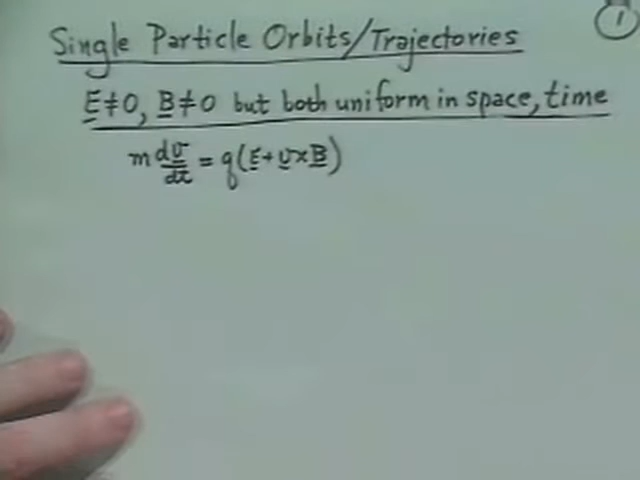 1
Single Particle Orbits/Trajectories
E≠0, B≠0 but both uniform in space, time
m dv/dt = q(E+v×B)